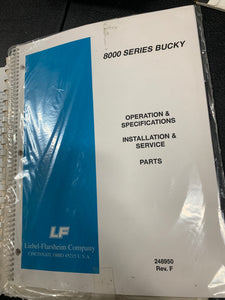 8000 SERIES BUCKY
OPERATION &
SPECIFICATIONS
INSTALLATION &
SERVICE
PARTS
LF
Liebel-Flarsheim Company
CINCINNATI, OHIO 45215 U.S.A.
248950
Rev. F